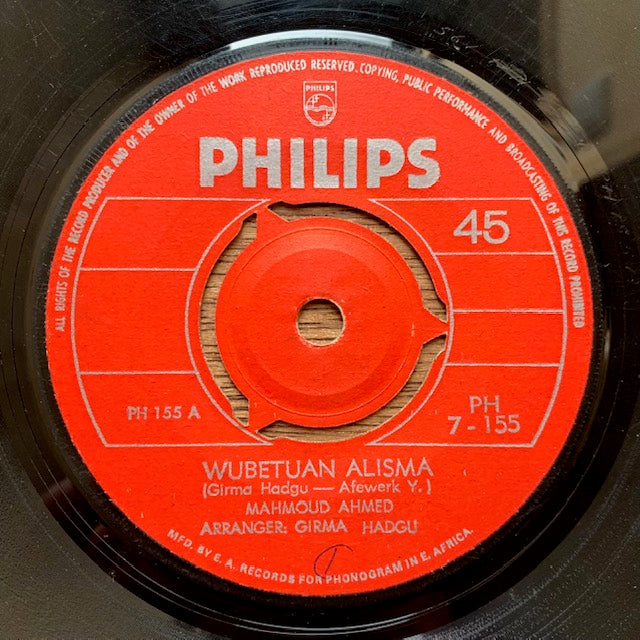 ALL RIGHTS OF THE RECORD PRODUCER AND OF THE OWNER OF THE WORK REPRODUCED RESERVED. COPYING, PUBLIC PERFORMANCE AND BROADCASTING OF THIS RECORD PROHIBITED
PHILIPS
PHILIPS
45
PH 155 A
PH
7-155
WUBETUAN ALISMA
(Girma Hadgu — Afewerk Y.)
MAHMOUD AHMED
ARRANGER: GIRMA HADGU
MFD. BY E. A. RECORDS FOR PHONOGRAM IN E. AFRICA.